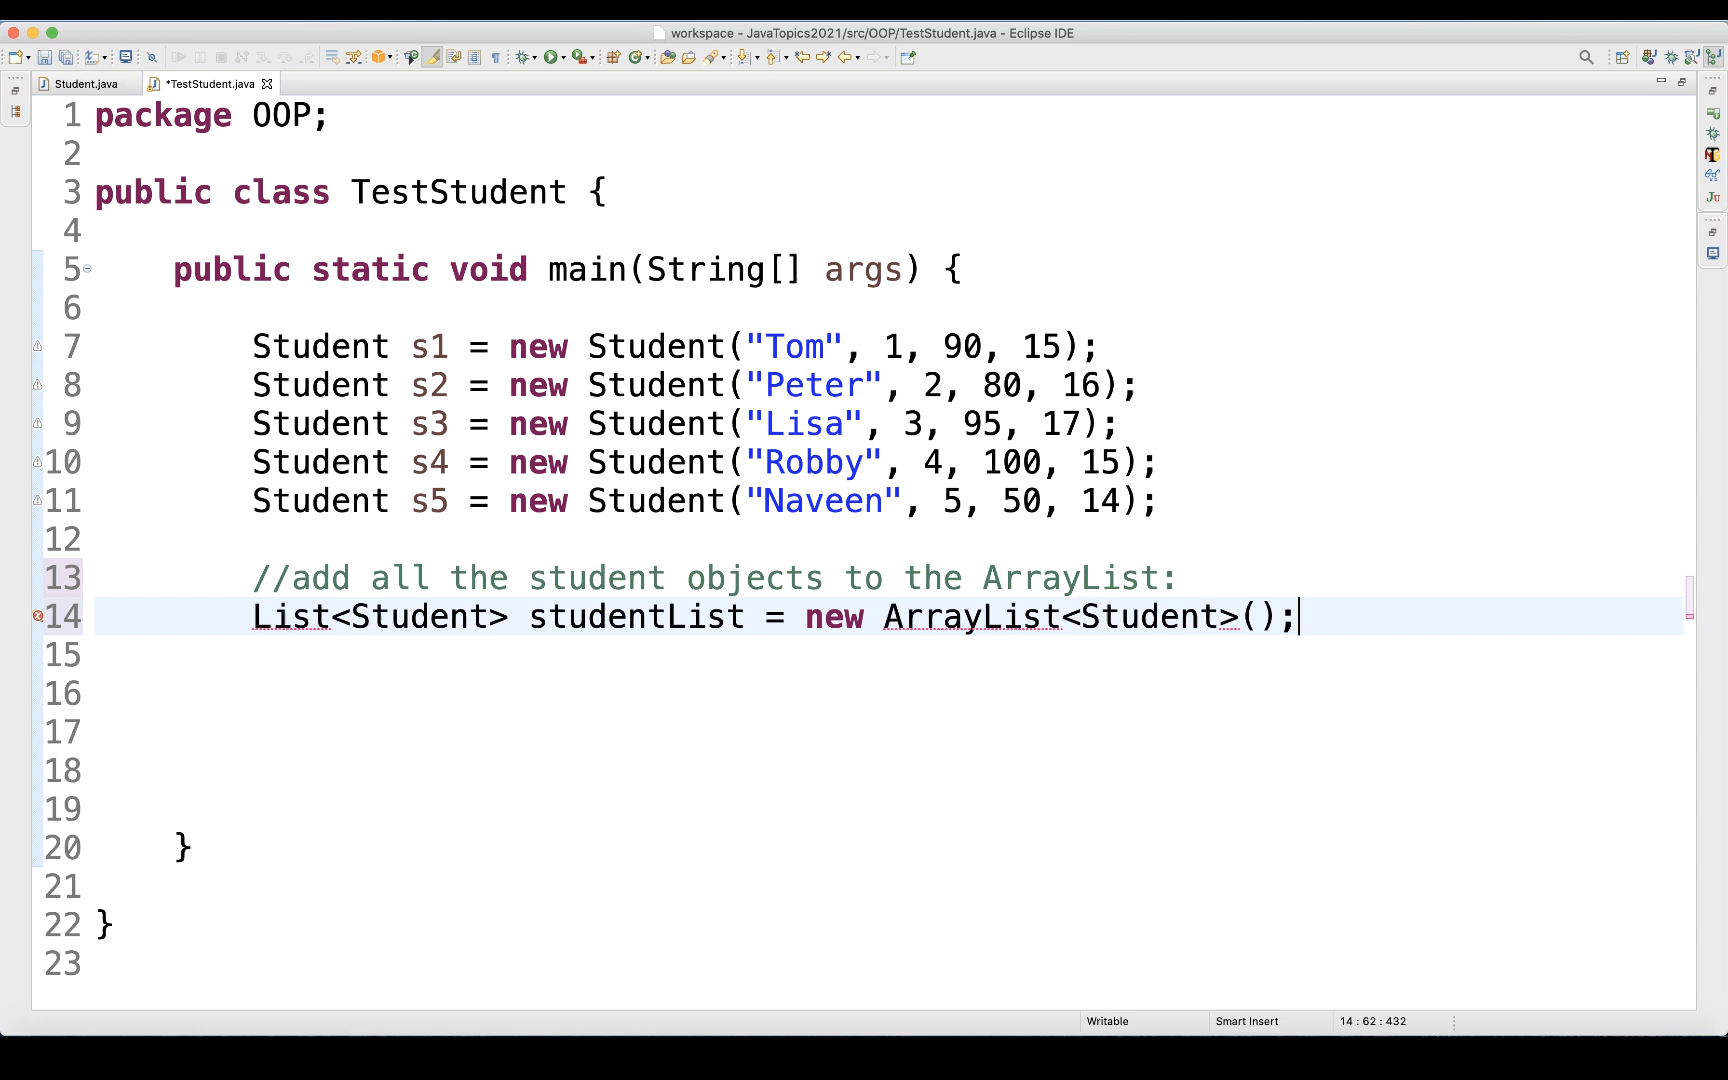 workspace - JavaTopics2021/src/OOP/TestStudent.java - Eclipse IDE
Student.java
*TestStudent.java
1 package OOP;
2
3 public class TestStudent {
4
5 public static void main(String[] args) {
6
7 Student s1 = new Student("Tom", 1, 90, 15);
8 Student s2 = new Student("Peter", 2, 80, 16);
9 Student s3 = new Student("Lisa", 3, 95, 17);
10 Student s4 = new Student("Robby", 4, 100, 15);
11 Student s5 = new Student("Naveen", 5, 50, 14);
12
13 //add all the student objects to the ArrayList:
14 List<Student> studentList = new ArrayList<Student>();
15
16
17
18
19
20 }
21
22 }
23
Writable Smart Insert 14 : 62 : 432